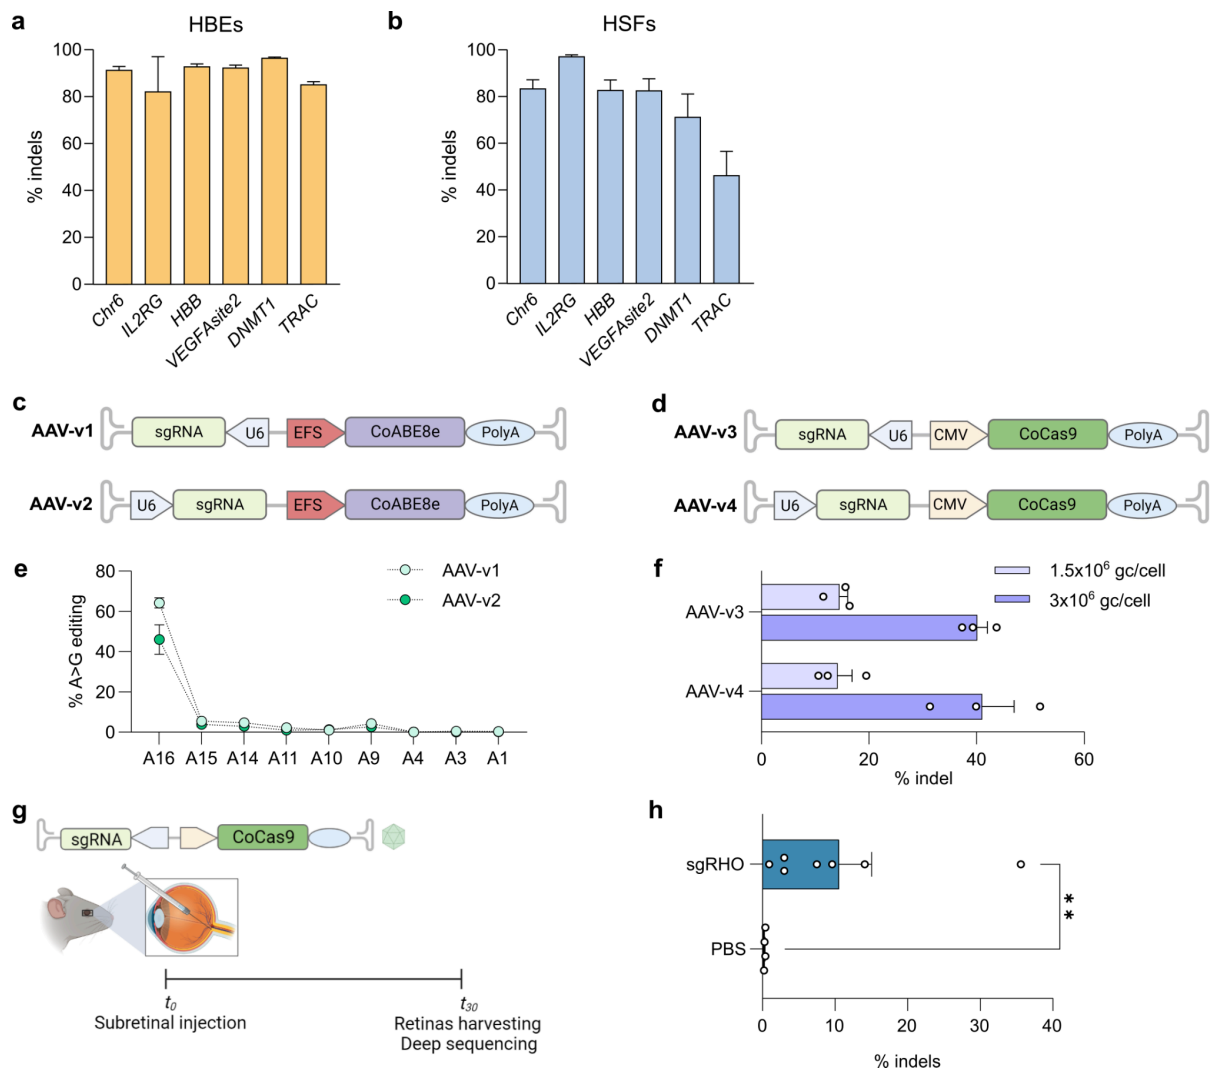 a
HBEs
100
80
60
40
20
0
% indels
Chr6
IL2RG
HBB
VEGFAsite2
DNMT1
TRAC
b
HSFs
100
80
60
40
20
0
% indels
Chr6
IL2RG
HBB
VEGFAsite2
DNMT1
TRAC
c
AAV-v1
sgRNA
U6
EFS
CoABE8e
PolyA
AAV-v2
U6
sgRNA
EFS
CoABE8e
PolyA
d
AAV-v3
sgRNA
U6
CMV
CoCas9
PolyA
AAV-v4
U6
sgRNA
CMV
CoCas9
PolyA
e
80
60
40
20
0
% A>G editing
AAV-v1
AAV-v2
A16 A15 A14 A11 A10 A9 A4 A3 A1
f
1.5x10⁶ gc/cell
3x10⁶ gc/cell
AAV-v3
AAV-v4
0 20 40 60
% indel
g
sgRNA
CoCas9
t₀
Subretinal injection
t₃₀
Retinas harvesting
Deep sequencing
h
sgRHO
PBS
**
0 10 20 30 40
% indels